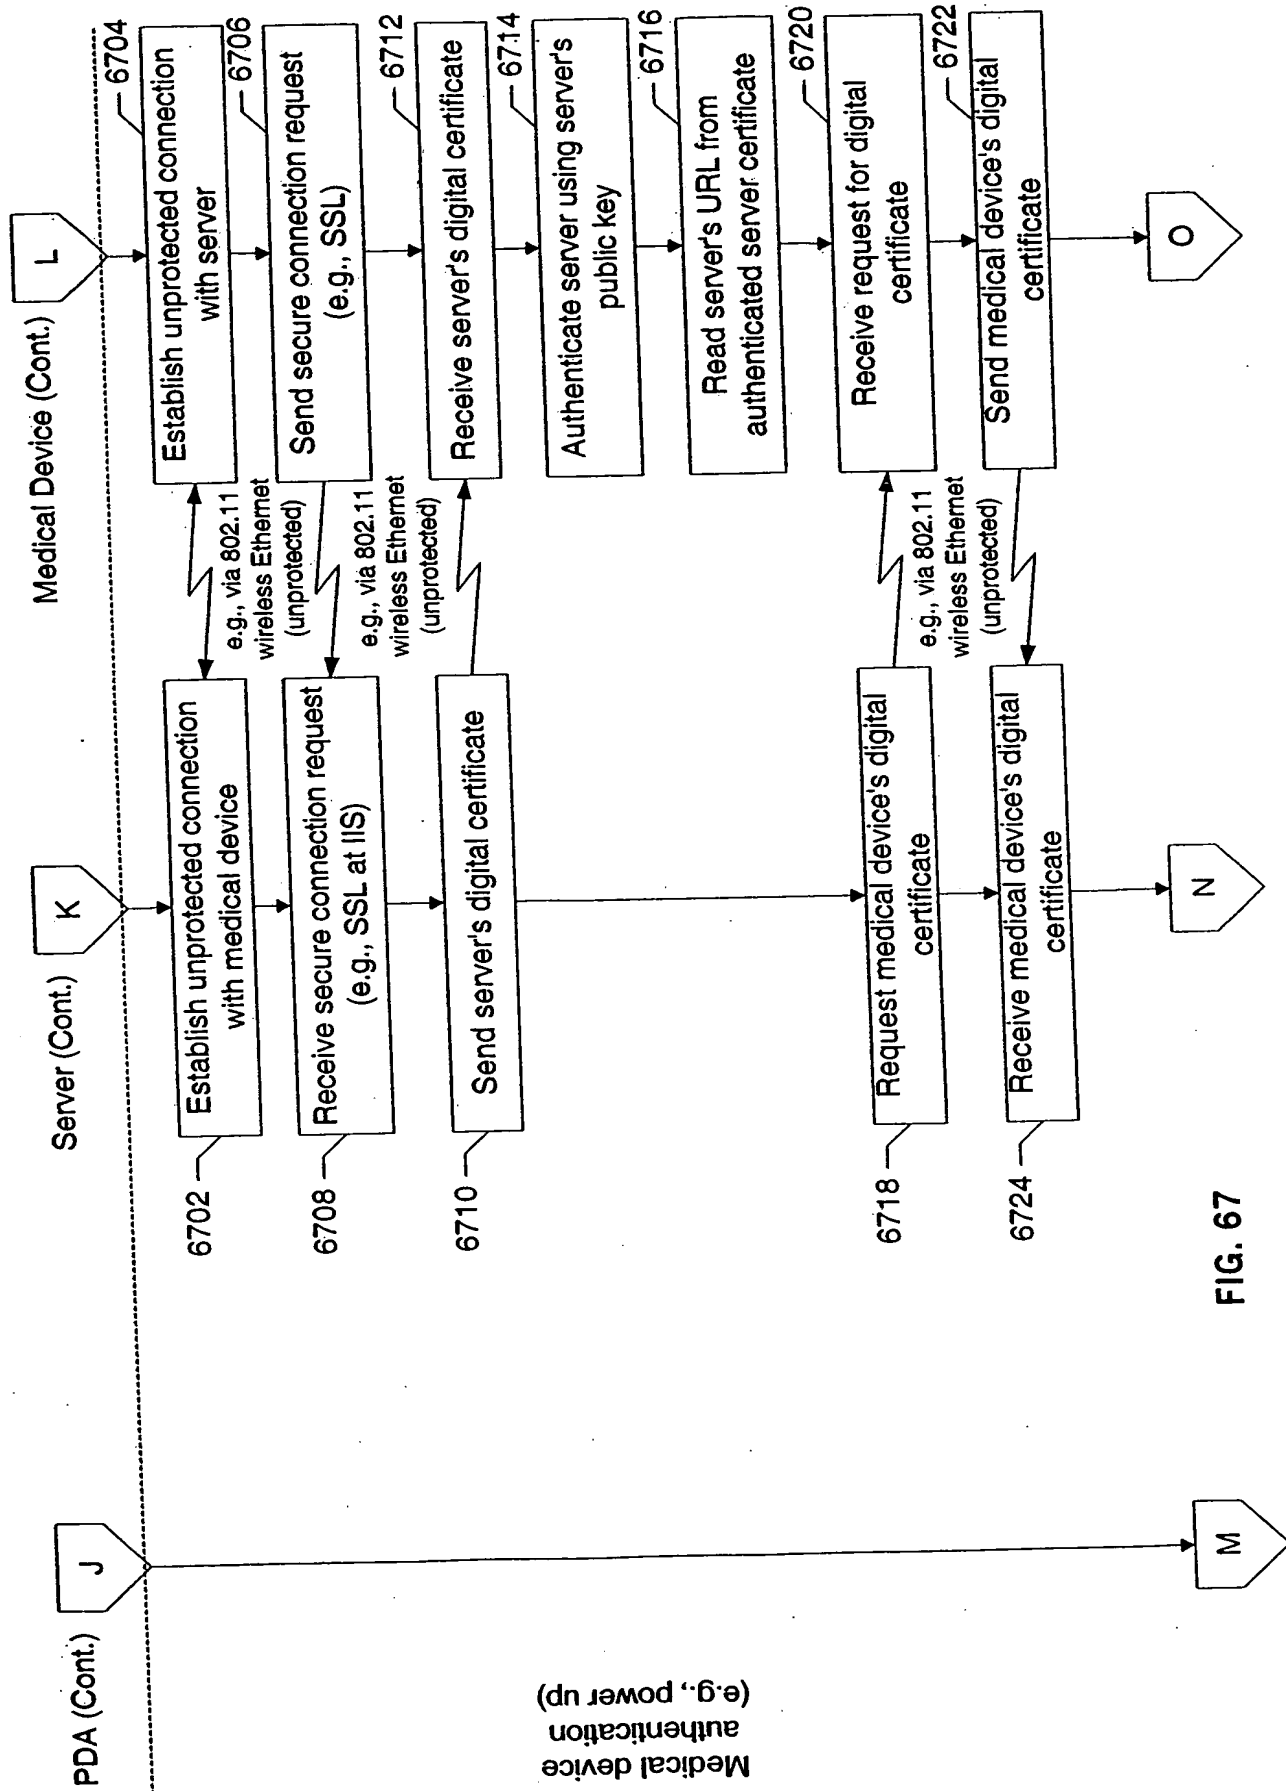 PDA (Cont.)
Server (Cont.)
Medical Device (Cont.)
J
K
L
Medical device
authentication
(e.g., power up)
6702
Establish unprotected connection
with medical device
6704
Establish unprotected connection
with server
e.g., via 802.11
wireless Ethernet
(unprotected)
6706
Send secure connection request
(e.g., SSL)
6708
Receive secure connection request
(e.g., SSL at IIS)
e.g., via 802.11
wireless Ethernet
(unprotected)
6710
Send server's digital certificate
6712
Receive server's digital certificate
6714
Authenticate server using server's
public key
6716
Read server's URL from
authenticated server certificate
6718
Request medical device's digital
certificate
6720
Receive request for digital
certificate
e.g., via 802.11
wireless Ethernet
(unprotected)
6722
Send medical device's digital
certificate
6724
Receive medical device's digital
certificate
M
N
O
FIG. 67